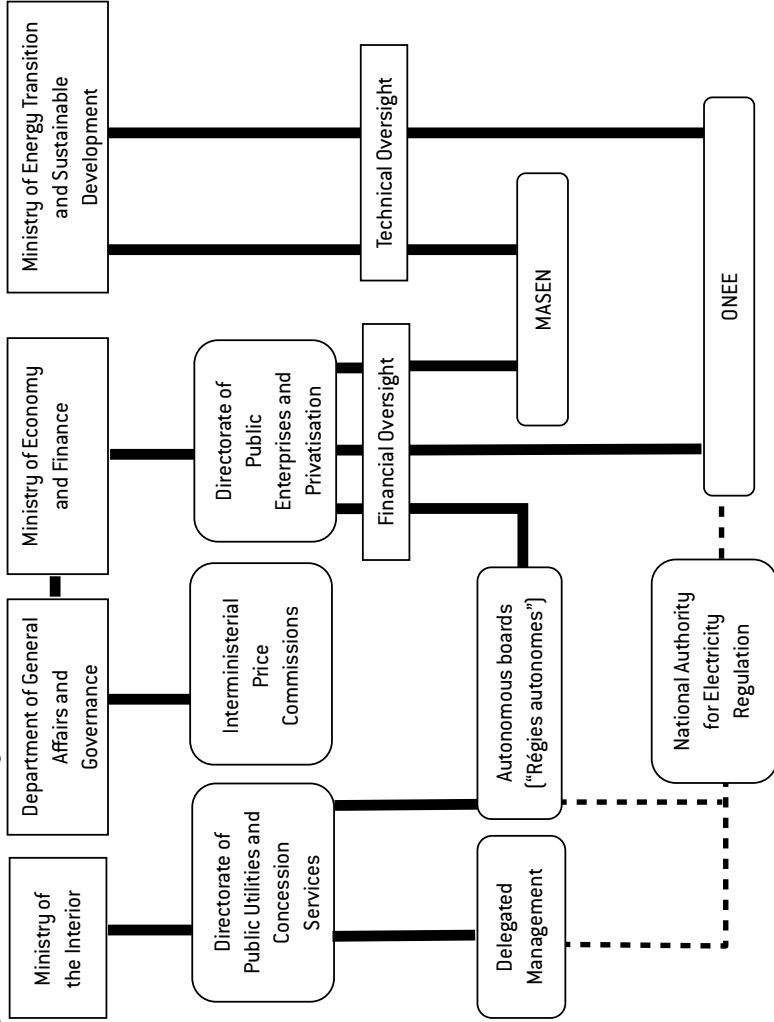 Ministry of
the Interior
Department of General
Affairs and
Governance
Ministry of Economy
and Finance
Ministry of Energy Transition
and Sustainable
Development
Directorate of
Public Utilities and
Concession
Services
Interministerial
Price
Commissions
Directorate of
Public
Enterprises and
Privatisation
Financial Oversight
Technical Oversight
Delegated
Management
Autonomous boards
(“Régies autonomes”)
MASEN
National Authority
for Electricity
Regulation
ONEE